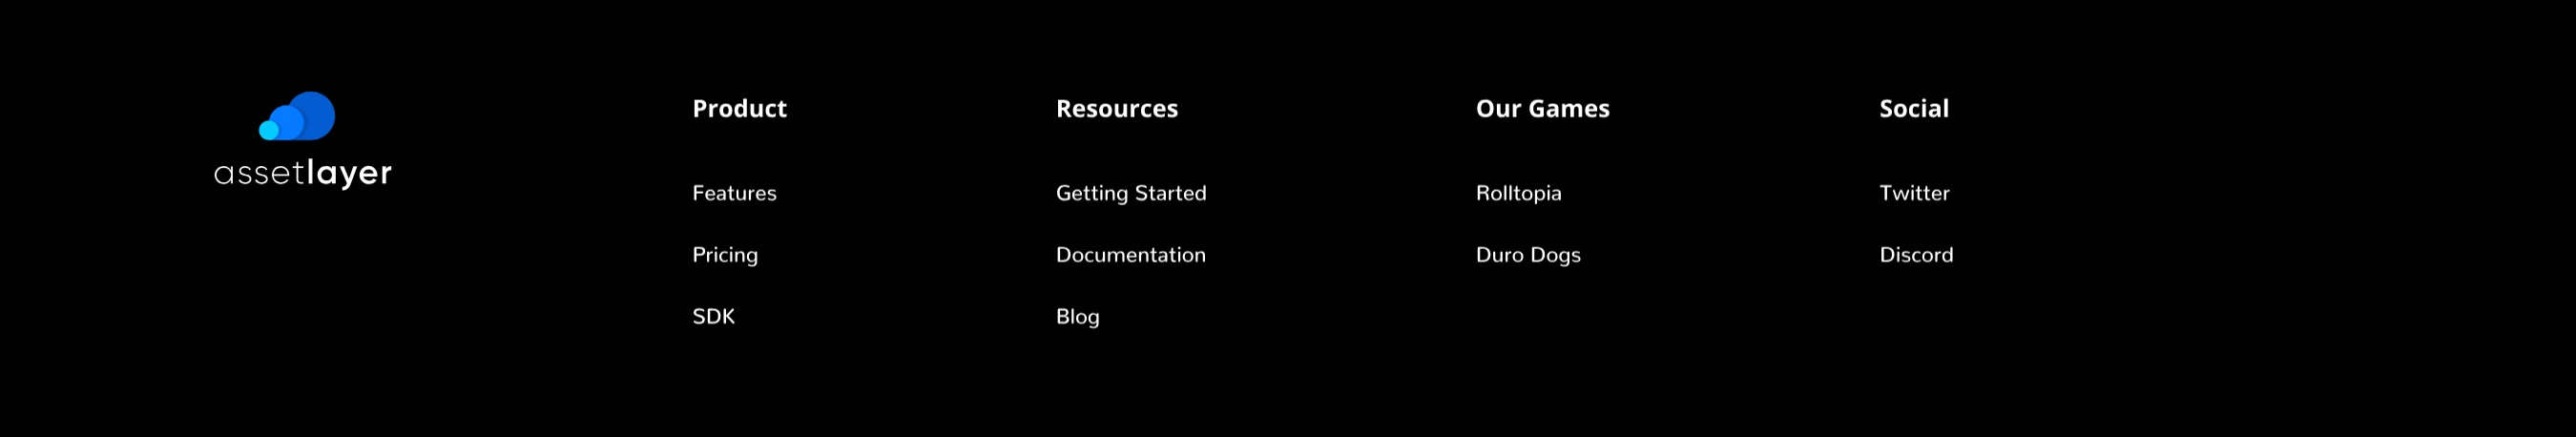 assetlayer
Product
Features
Pricing
SDK
Resources
Getting Started
Documentation
Blog
Our Games
Rolltopia
Duro Dogs
Social
Twitter
Discord